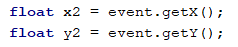 float x2 = event.getX();
float y2 = event.getY();